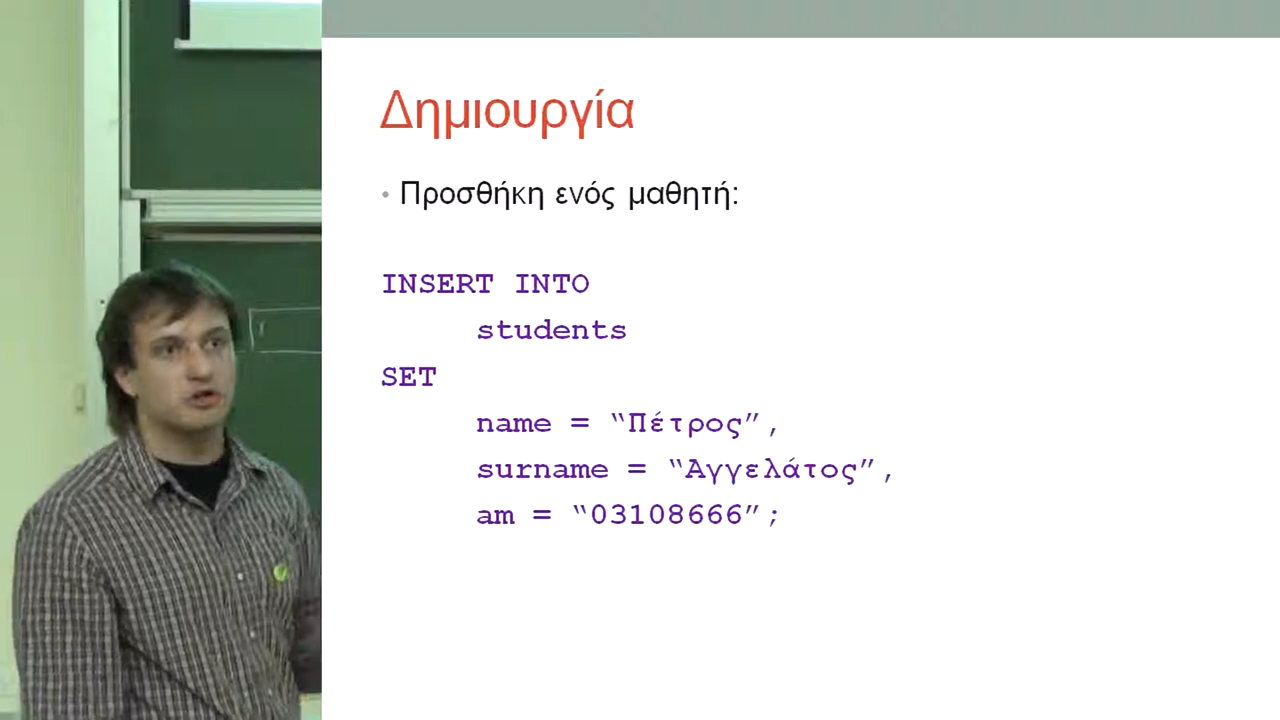 Δημιουργία
• Προσθήκη ενός μαθητή:
INSERT INTO
students
SET
name = “Πέτρος”,
surname = “Αγγελάτος”,
am = “03108666”;